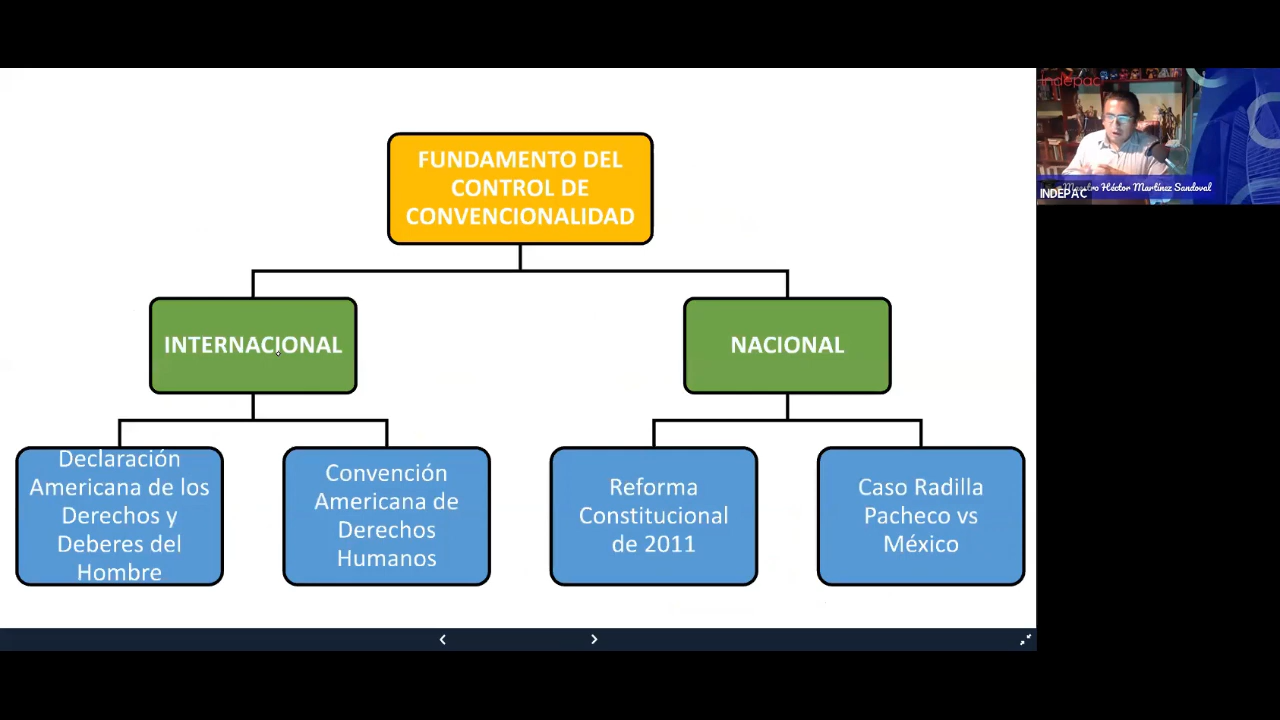 FUNDAMENTO DEL
CONTROL DE
CONVENCIONALIDAD
INTERNACIONAL
NACIONAL
Declaración
Americana de los
Derechos y
Deberes del
Hombre
Convención
Americana de
Derechos
Humanos
Reforma
Constitucional
de 2011
Caso Radilla
Pacheco vs
México
Indepac
Maestro Héctor Martínez Sandoval
INDEPAC